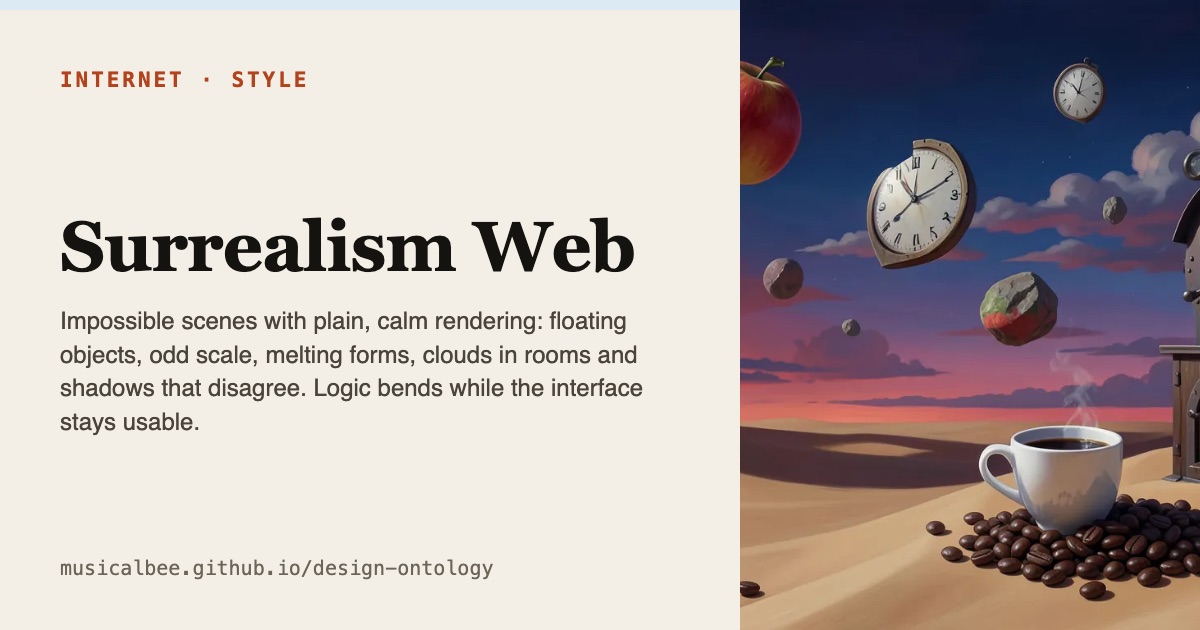 INTERNET · STYLE
Surrealism Web
Impossible scenes with plain, calm rendering: floating
objects, odd scale, melting forms, clouds in rooms and
shadows that disagree. Logic bends while the interface
stays usable.
musicalbee.github.io/design-ontology